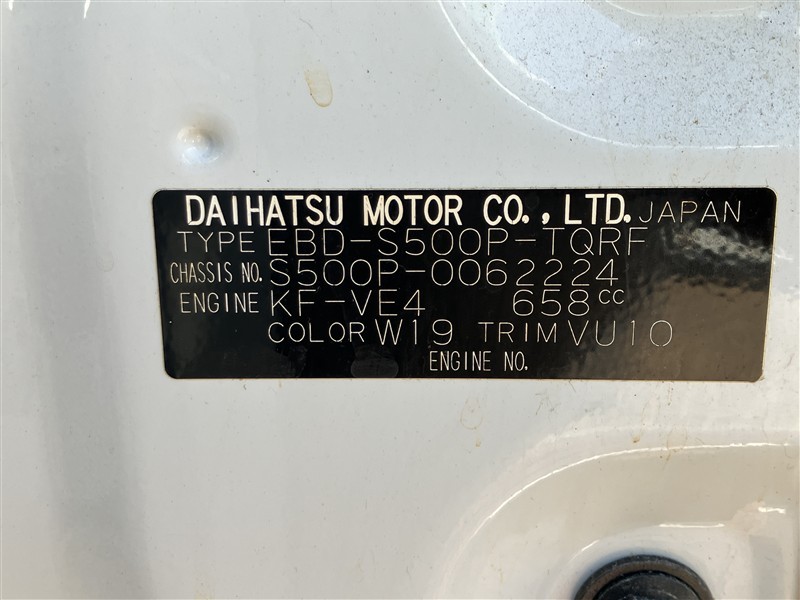 DAIHATSU MOTOR CO., LTD. JAPAN
TYPE EBD-S500P-TQRF
CHASSIS NO. S500P-0062224
ENGINE KF-VE4 658CC
COLOR W19 TRIM VU10
ENGINE NO.